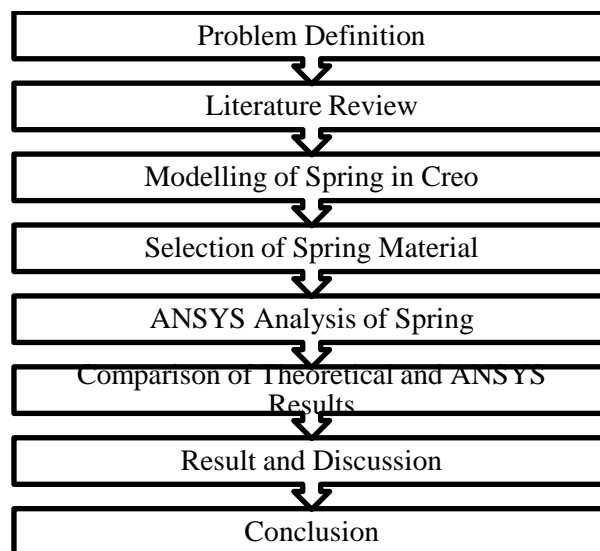 Problem Definition
Literature Review
Modelling of Spring in Creo
Selection of Spring Material
ANSYS Analysis of Spring
Comparison of Theoretical and ANSYS
Results
Result and Discussion
Conclusion